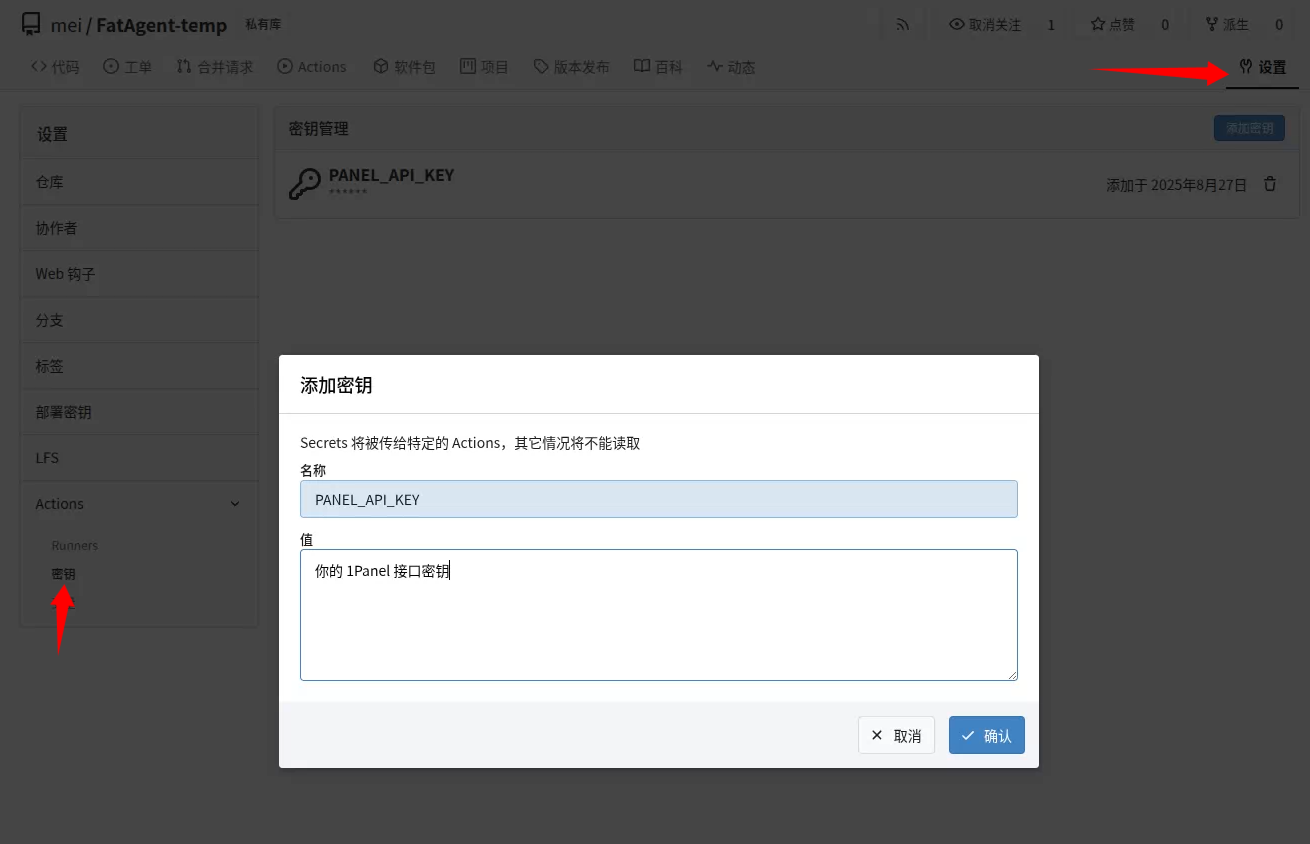 mei / FatAgent-temp 私有库 取消关注 1 点赞 0 派生 0
代码 工单 合并请求 Actions 软件包 项目 版本发布 百科 动态 设置
设置
仓库
协作者
Web 钩子
分支
标签
部署密钥
LFS
Actions
Runners
密钥
密钥管理 添加密钥
PANEL_API_KEY
******
添加于 2025年8月27日
添加密钥
Secrets 将被传给特定的 Actions，其它情况将不能读取
名称
PANEL_API_KEY
值
你的 1Panel 接口密钥
取消 确认